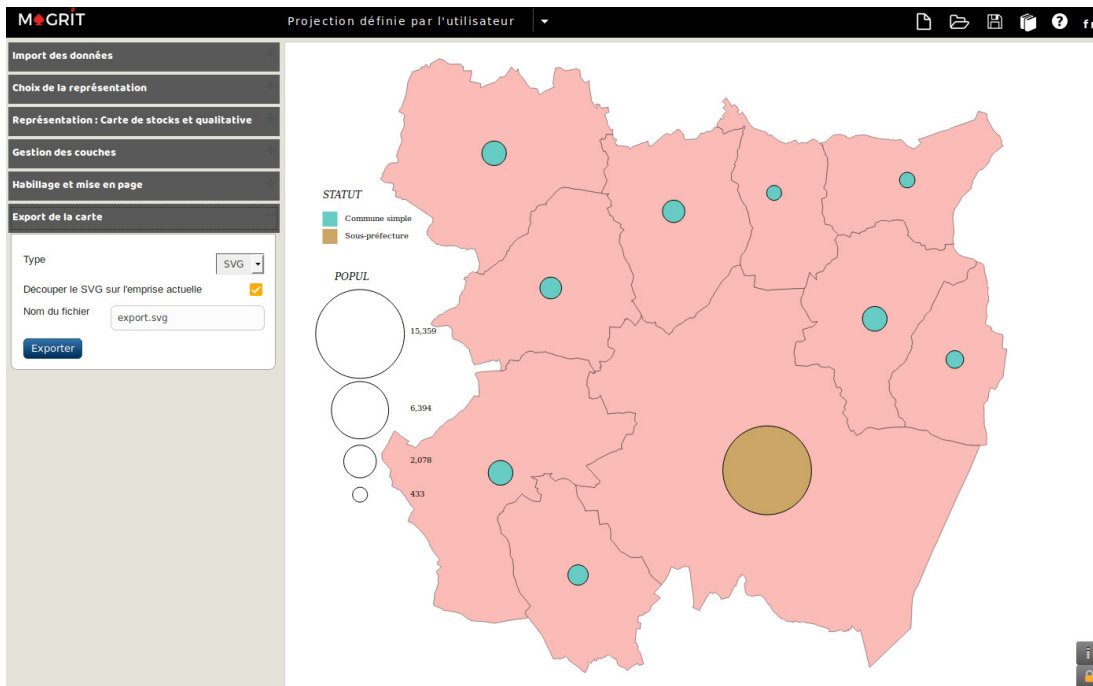 MAGRIT
Projection définie par l'utilisateur
?
Import des données
Choix de la représentation
Représentation : Carte de stocks et qualitative
Gestion des couches
Habillage et mise en page
Export de la carte
Type
SVG
Découper le SVG sur l'emprise actuelle
Nom du fichier
export.svg
Exporter
STATUT
Commune simple
Sous-préfecture
POPUL
15,359
6,394
2,078
433
i